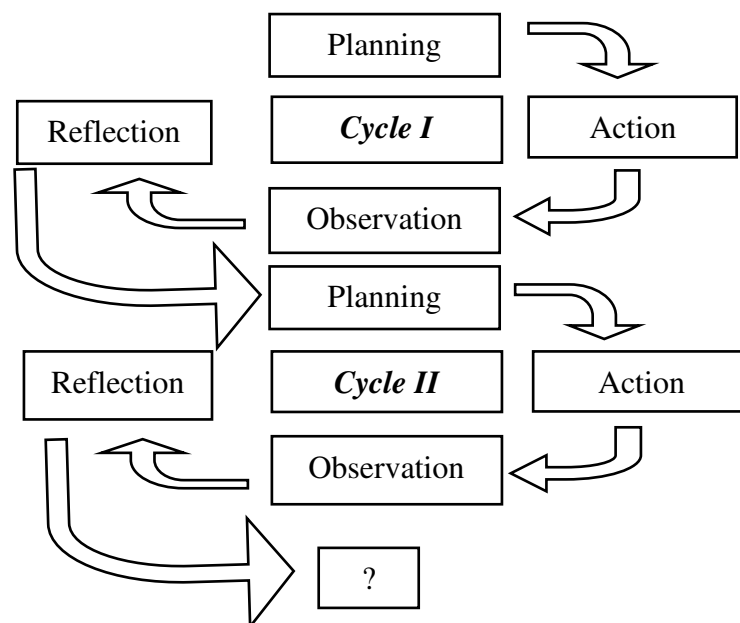 Planning
Reflection
Cycle I
Action
Observation
Planning
Reflection
Cycle II
Action
Observation
?